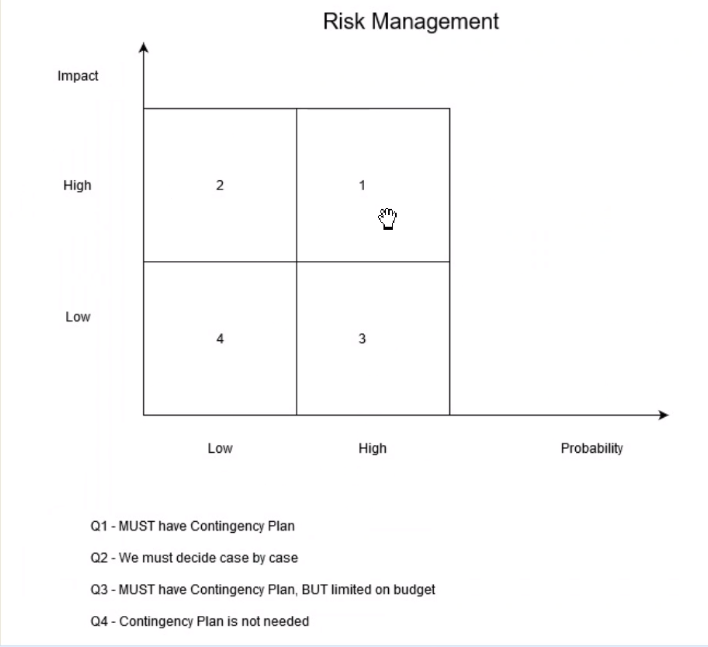 Risk Management
Impact
High
2
1
Low
4
3
Low
High
Probability
Q1 - MUST have Contingency Plan
Q2 - We must decide case by case
Q3 - MUST have Contingency Plan, BUT limited on budget
Q4 - Contingency Plan is not needed